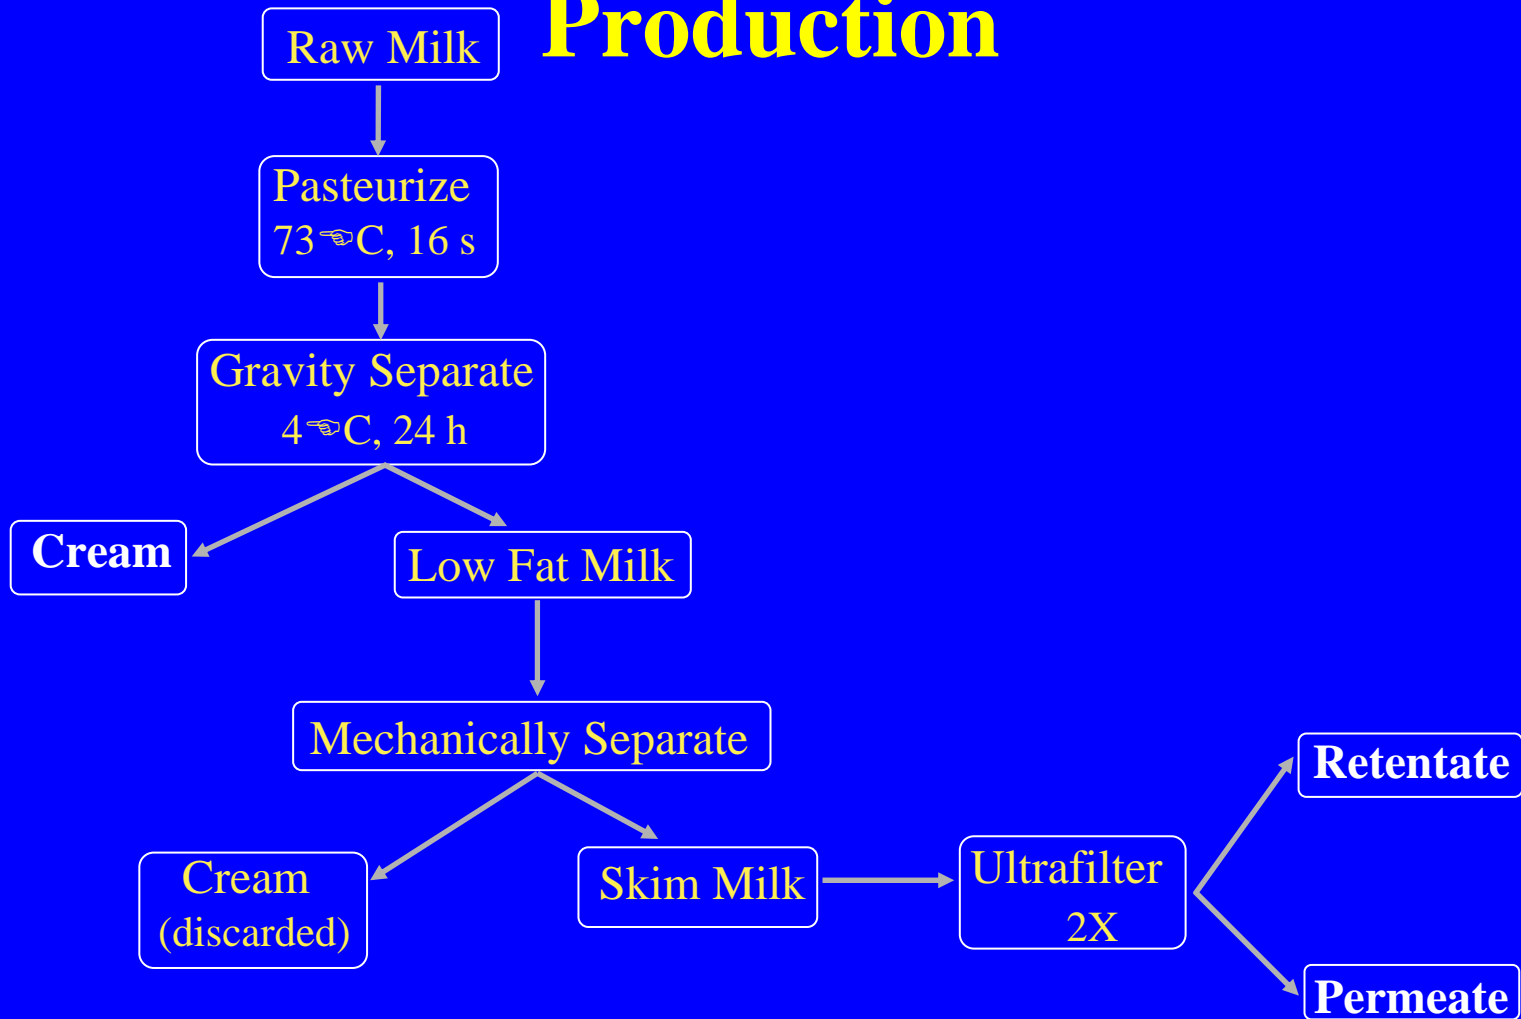 Production
Raw Milk
Pasteurize
73☜C, 16 s
Gravity Separate
4☜C, 24 h
Cream
Low Fat Milk
Mechanically Separate
Cream
(discarded)
Skim Milk
Ultrafilter
2X
Retentate
Permeate